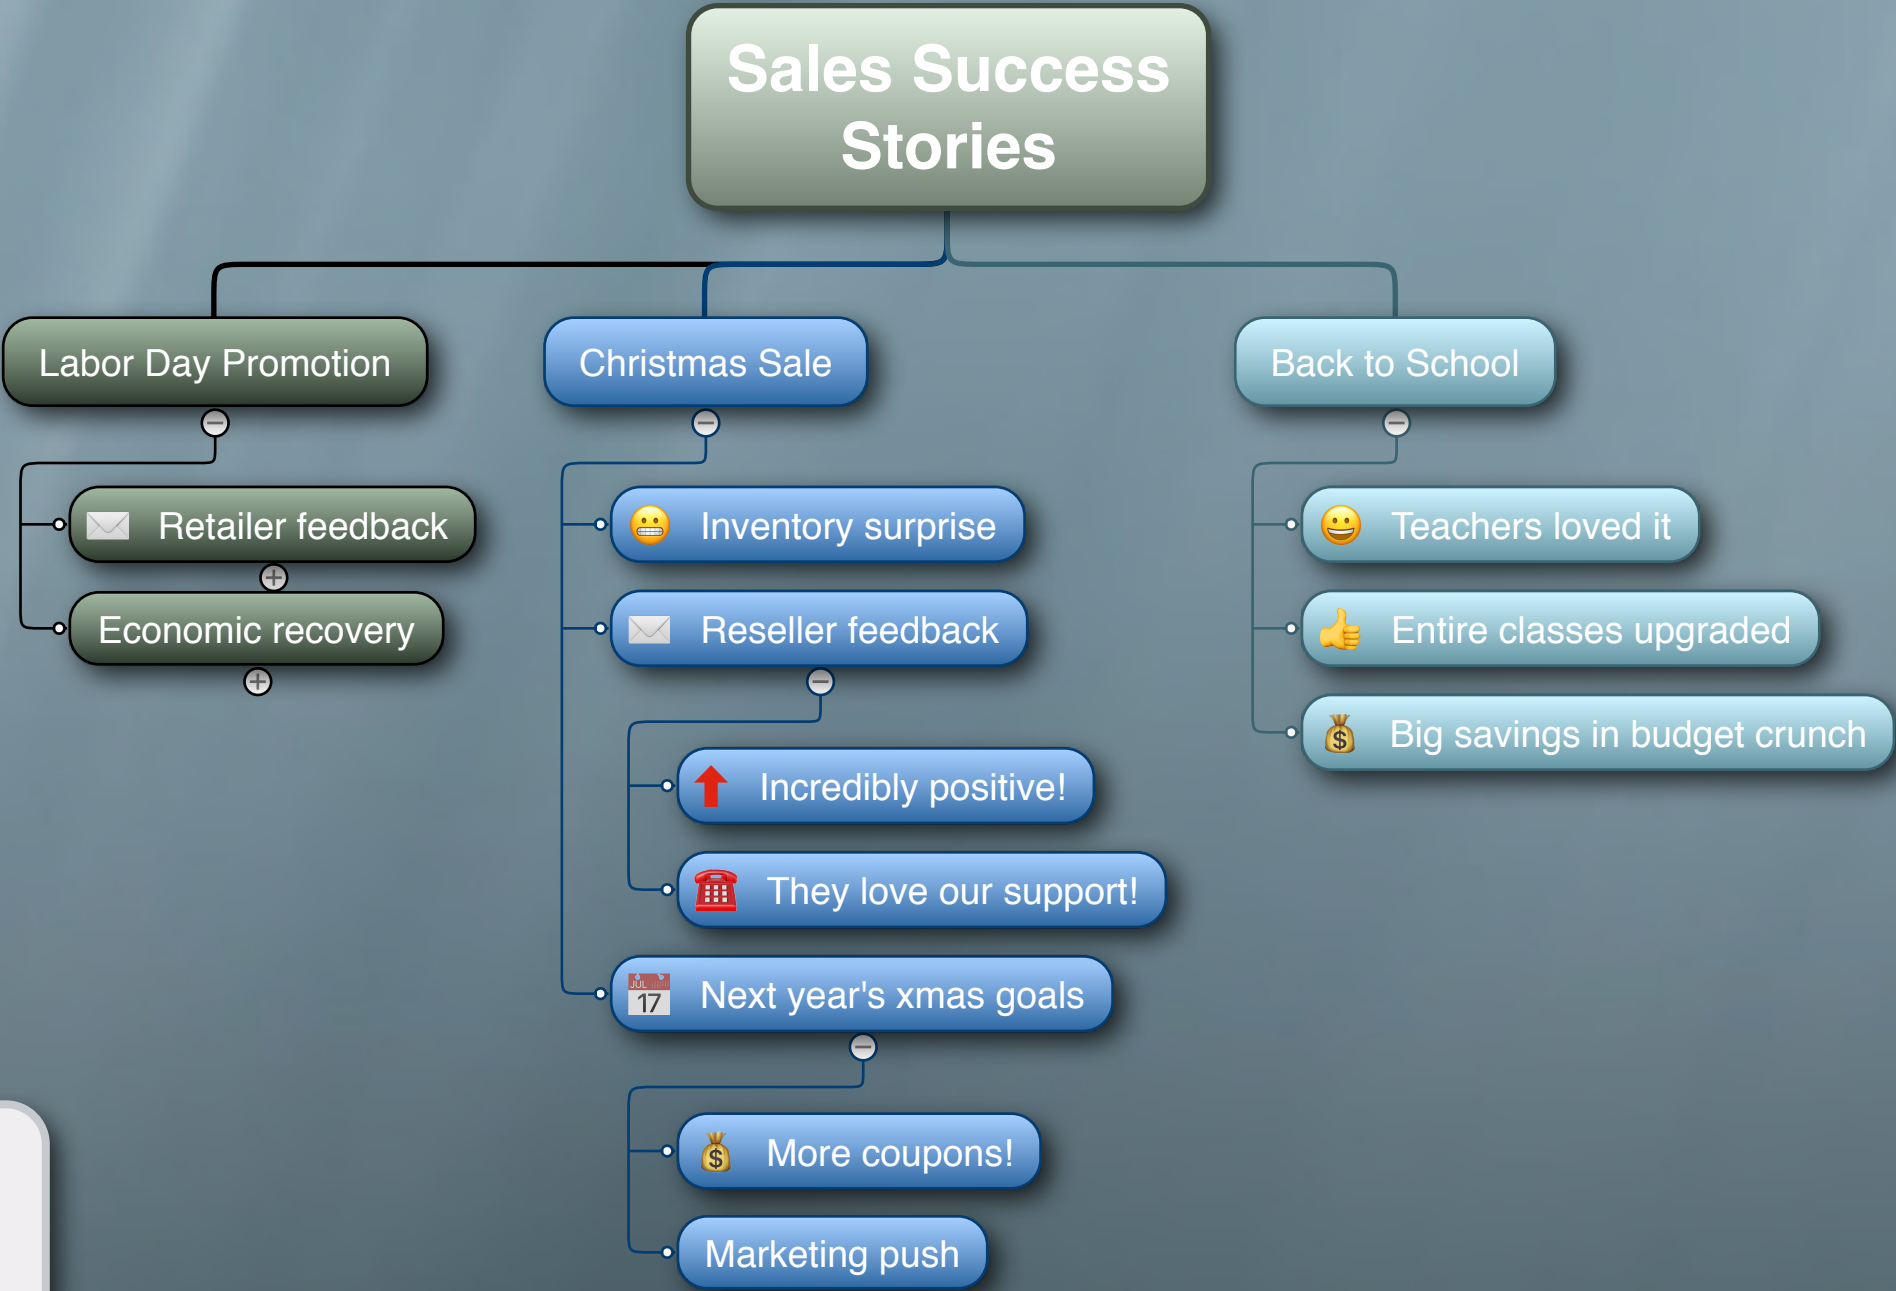 Sales Success
Stories
Labor Day Promotion
Retailer feedback
Economic recovery
Christmas Sale
Inventory surprise
Reseller feedback
Incredibly positive!
They love our support!
JUL
17
Next year's xmas goals
$
More coupons!
Marketing push
Back to School
Teachers loved it
Entire classes upgraded
$
Big savings in budget crunch